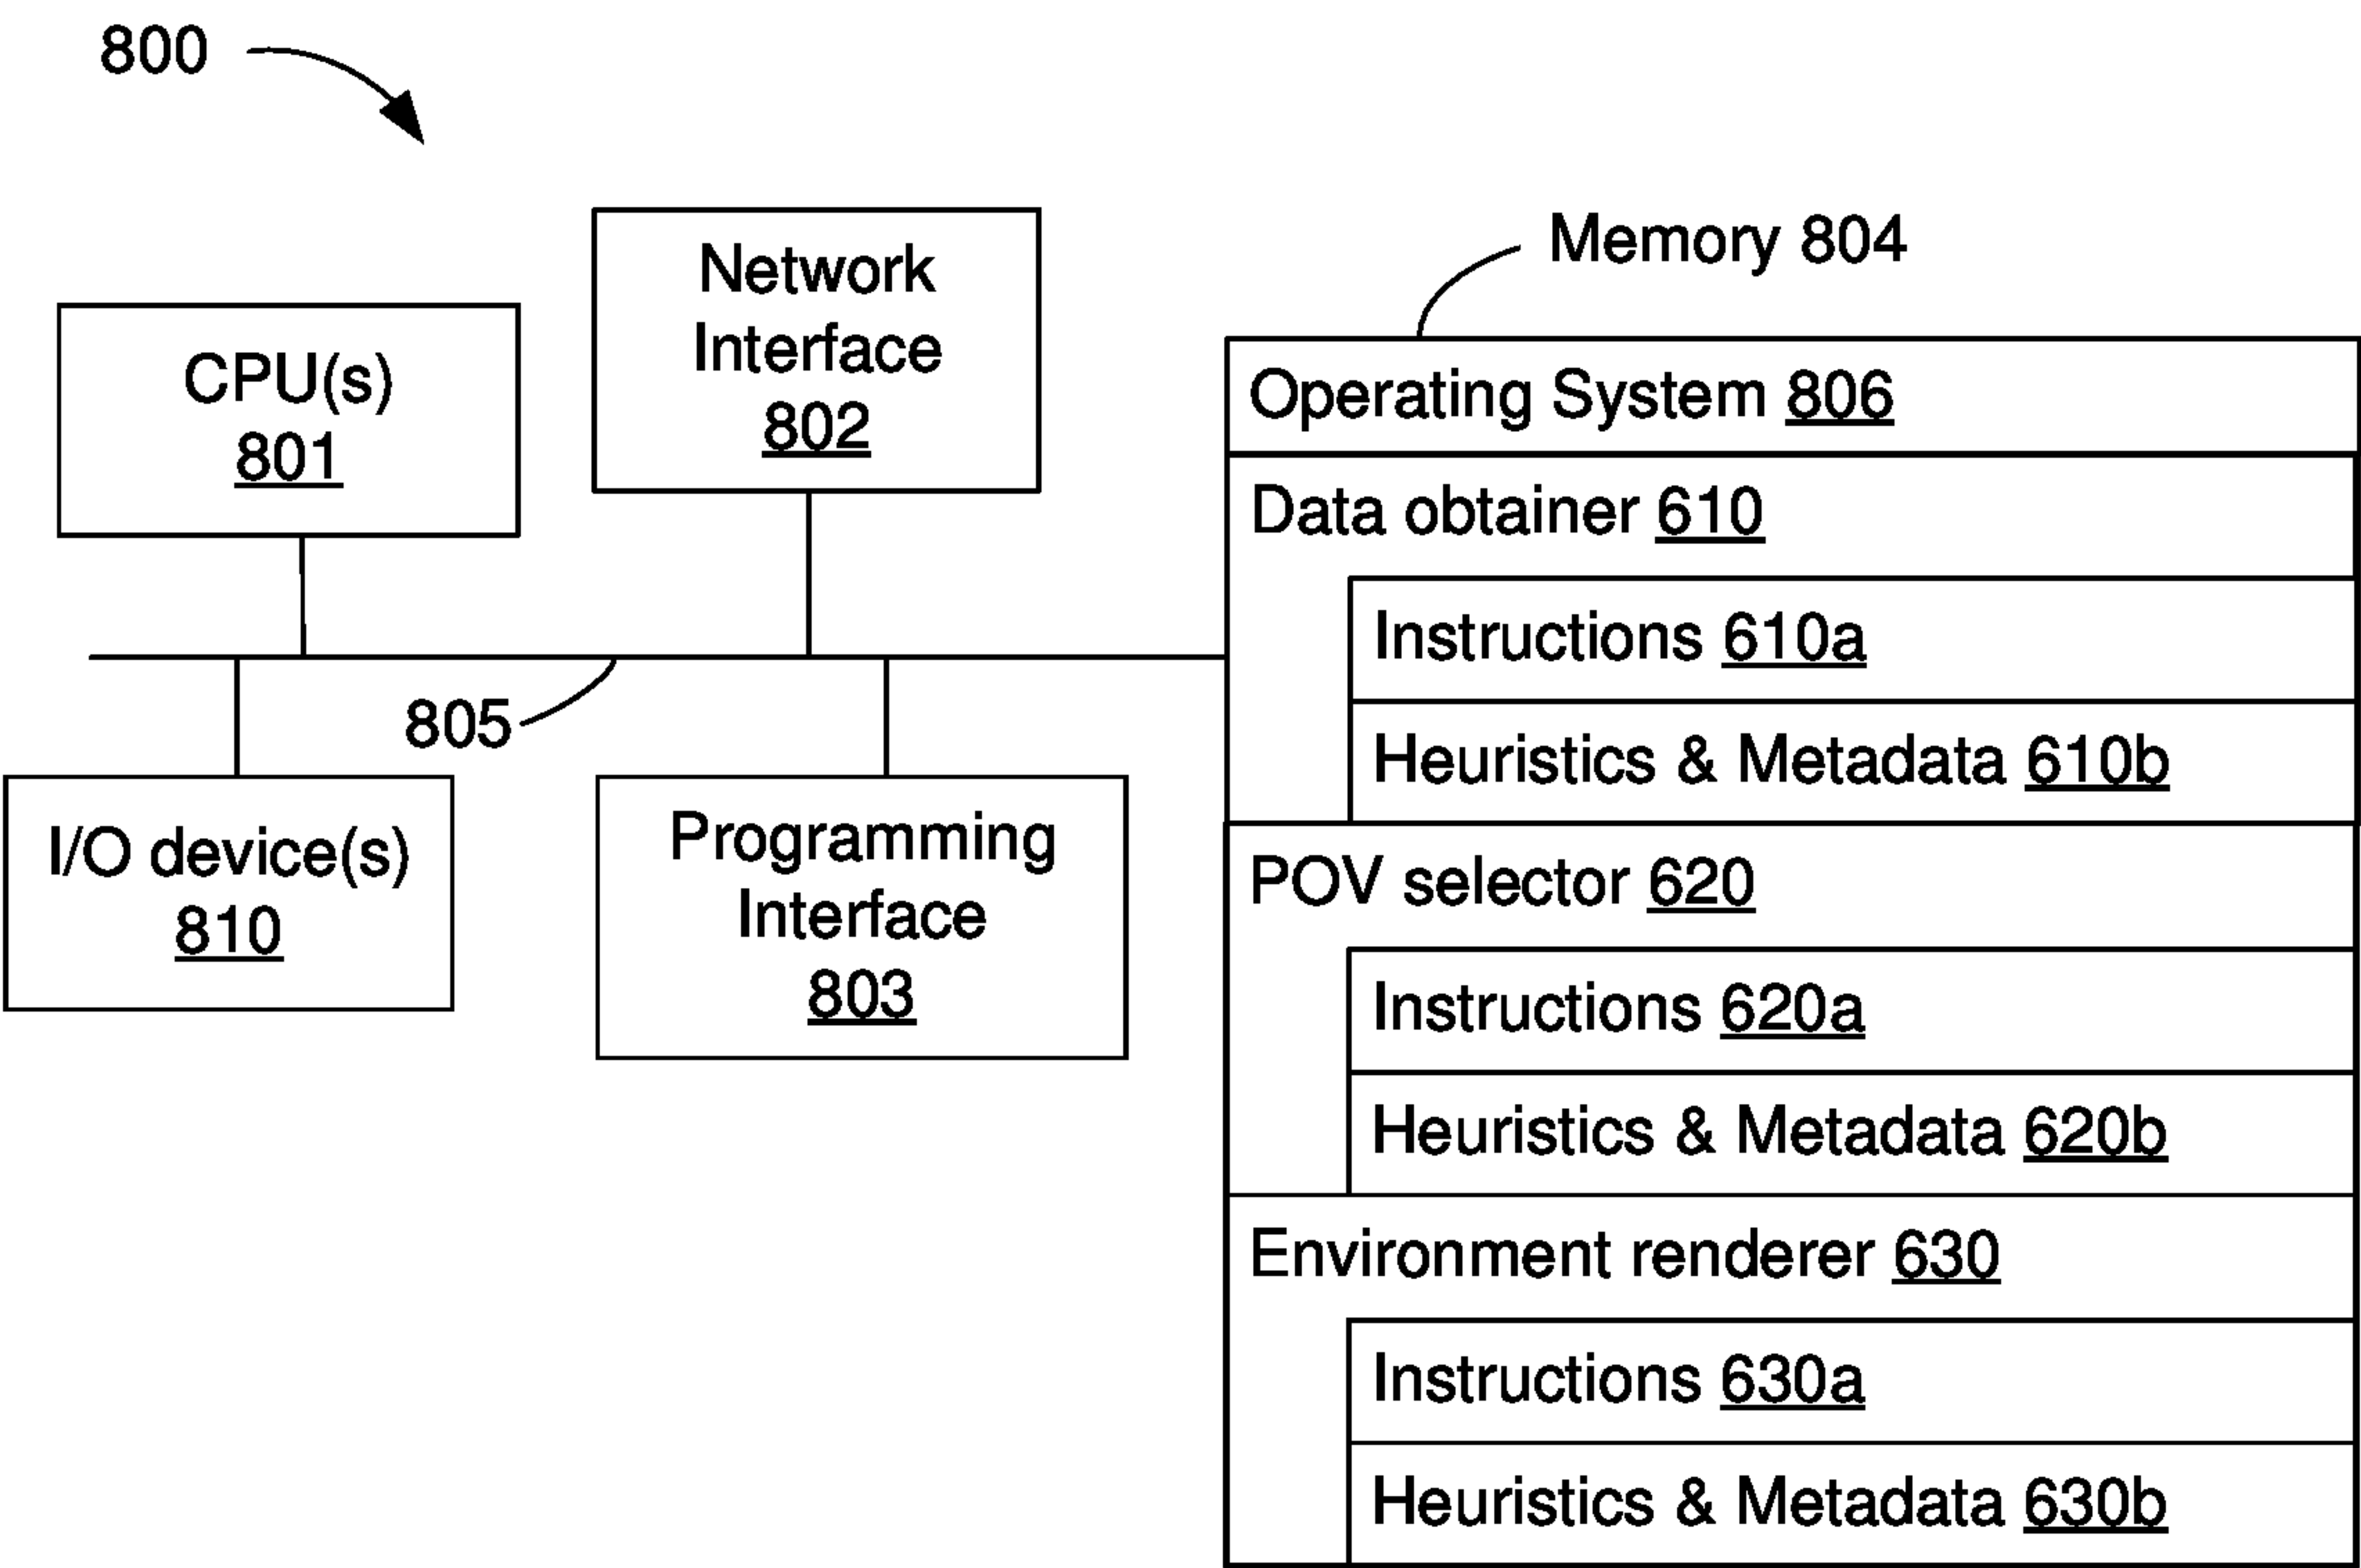 800
Network
Interface
802
Memory 804
CPU(s)
801
Operating System 806
Data obtainer 610
Instructions 610a
805
Heuristics & Metadata 610b
I/O device(s)
810
Programming
Interface
803
POV selector 620
Instructions 620a
Heuristics & Metadata 620b
Environment renderer 630
Instructions 630a
Heuristics & Metadata 630b